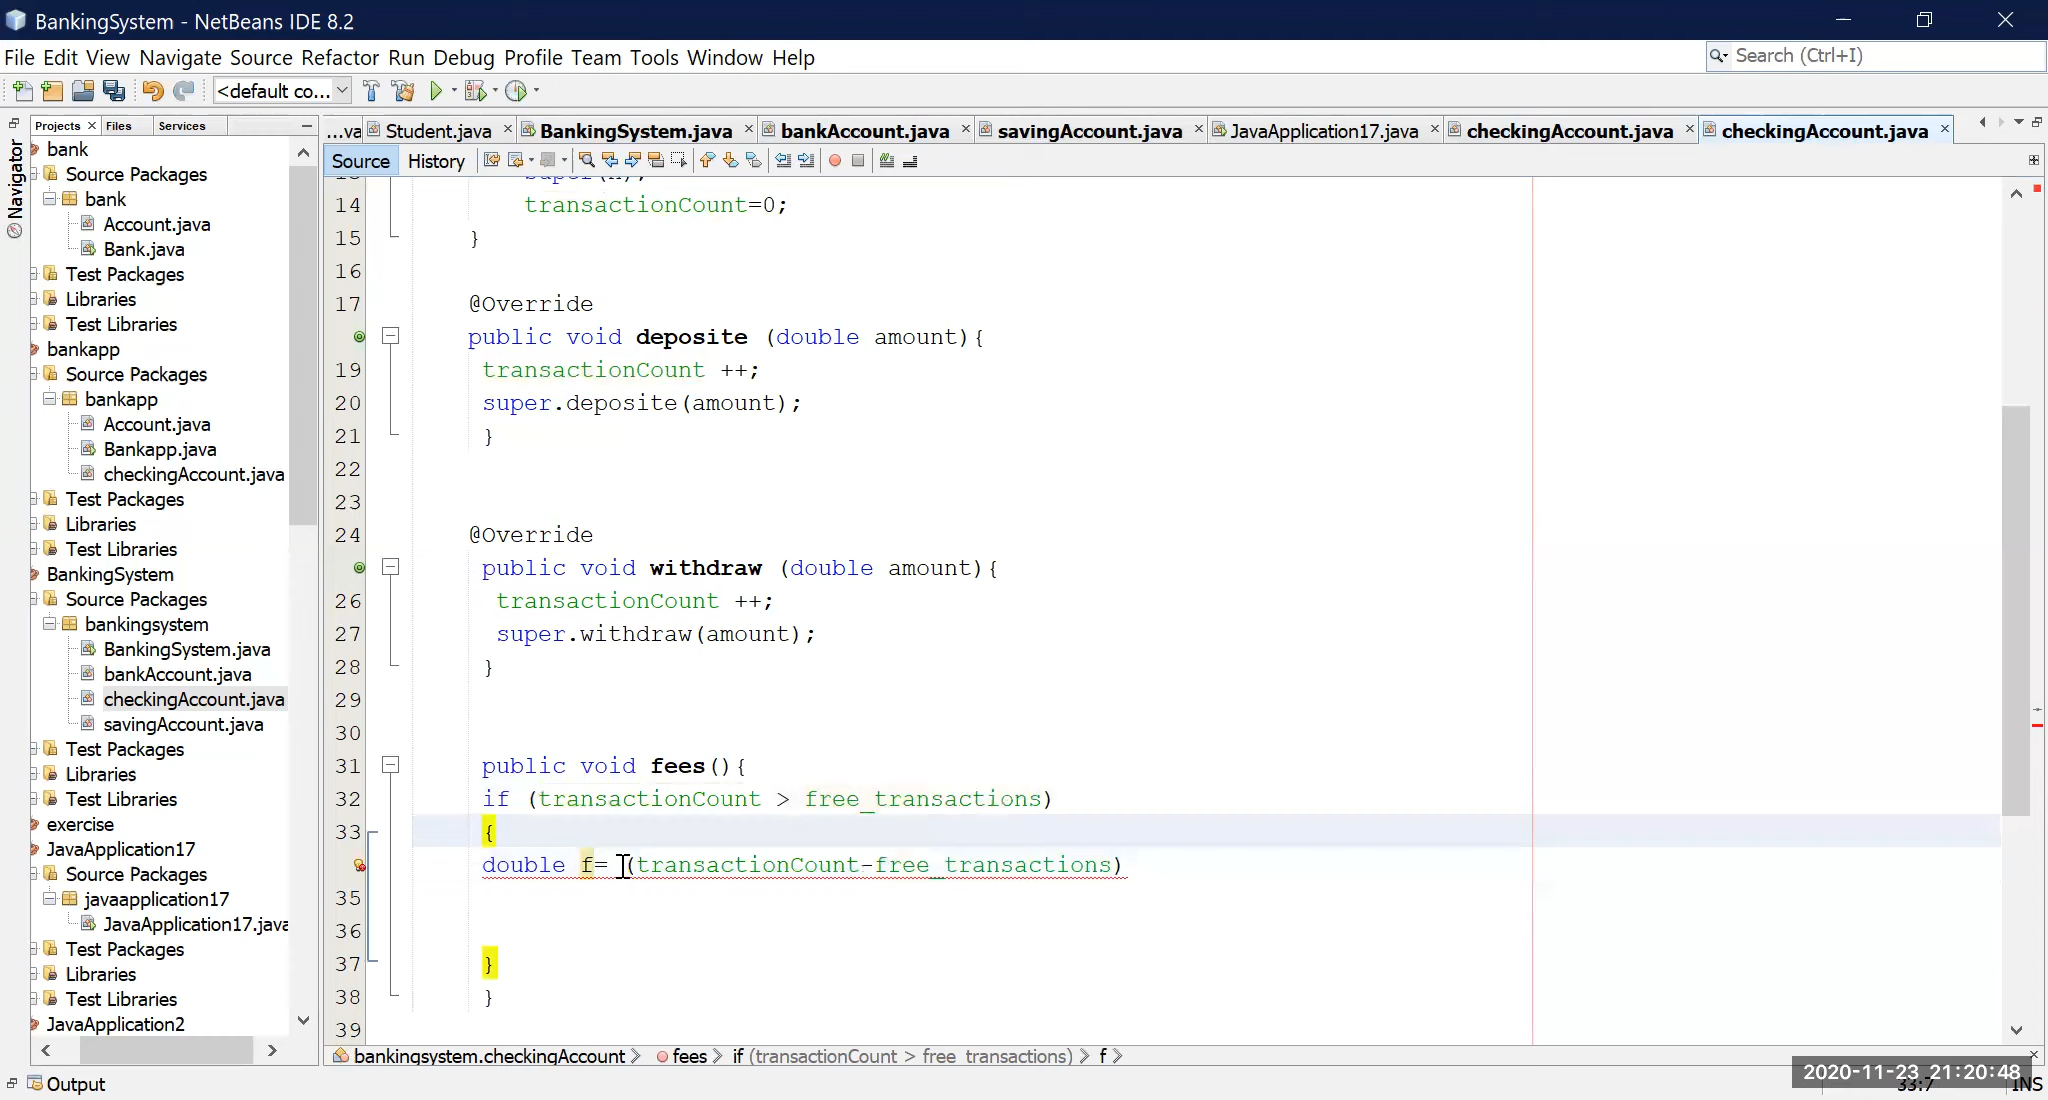 BankingSystem - NetBeans IDE 8.2
File Edit View Navigate Source Refactor Run Debug Profile Team Tools Window Help
Search (Ctrl+I)
<default co...
Projects Files Services
...va Student.java BankingSystem.java bankAccount.java savingAccount.java JavaApplication17.java checkingAccount.java checkingAccount.java
Navigator
Source History
bank
Source Packages
bank
Account.java
Bank.java
Test Packages
Libraries
Test Libraries
bankapp
Source Packages
bankapp
Account.java
Bankapp.java
checkingAccount.java
Test Packages
Libraries
Test Libraries
BankingSystem
Source Packages
bankingsystem
BankingSystem.java
bankAccount.java
checkingAccount.java
savingAccount.java
Test Packages
Libraries
Test Libraries
exercise
JavaApplication17
Source Packages
javaapplication17
JavaApplication17.java
Test Packages
Libraries
Test Libraries
JavaApplication2
14 transactionCount=0;
15 }
16
17 @Override
public void deposite (double amount){
19 transactionCount ++;
20 super.deposite(amount);
21 }
22
23
24 @Override
public void withdraw (double amount){
26 transactionCount ++;
27 super.withdraw(amount);
28 }
29
30
31 public void fees(){
32 if (transactionCount > free_transactions)
33 {
double f= (transactionCount-free_transactions)
35
36
37 }
38 }
39
bankingsystem.checkingAccount fees if (transactionCount > free_transactions) f
Output
2020-11-23 21:20:48
33:7 INS